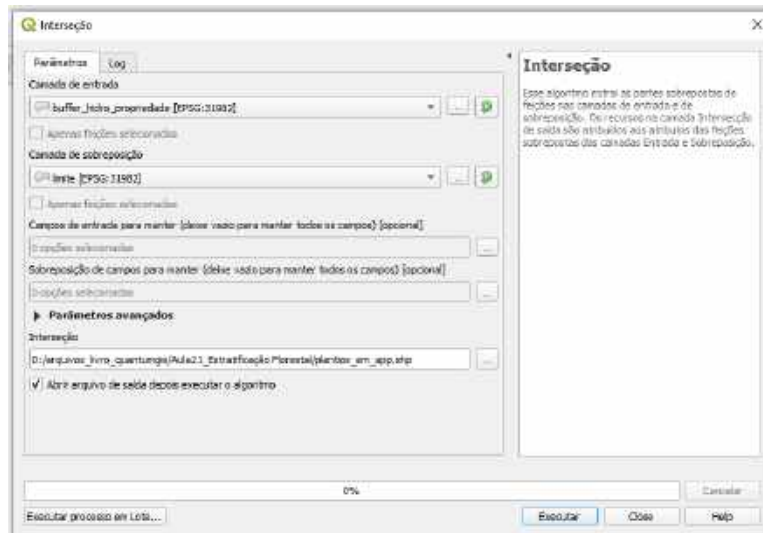 Interseção
Parâmetros Log
Camada de entrada
buffer_hidro_propriedade [EPSG:31982]
...
Apenas feições selecionadas
Camada de sobreposição
limite [EPSG:31982]
...
Apenas feições selecionadas
Campos de entrada para manter (deixe vazio para manter todos os campos) [opcional]
0 opções selecionadas
...
Sobreposição de campos para manter (deixe vazio para manter todos os campos) [opcional]
0 opções selecionadas
...
Parâmetros avançados
Interseção
D:/arquivos_livro_quantumgis/Aula21_Estratificação Florestal/plantios_em_app.shp
...
Abrir arquivo de saída depois executar o algoritmo
Interseção
Esse algoritmo extrai as partes sobrepostas de
feições nas camadas de entrada e de
sobreposição. Os recursos na camada Intersecção
de saída são atribuídos aos atributos das feições
sobrepostas das camadas Entrada e Sobreposição.
0%
Cancelar
Executar processo em Lote...
Executar
Close
Help